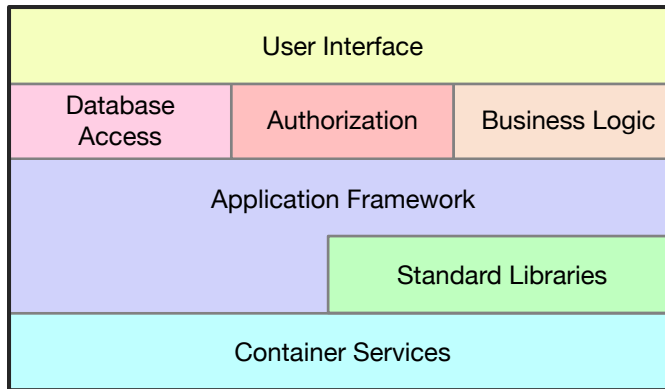 User Interface
Database
Access
Authorization
Business Logic
Application Framework
Standard Libraries
Container Services